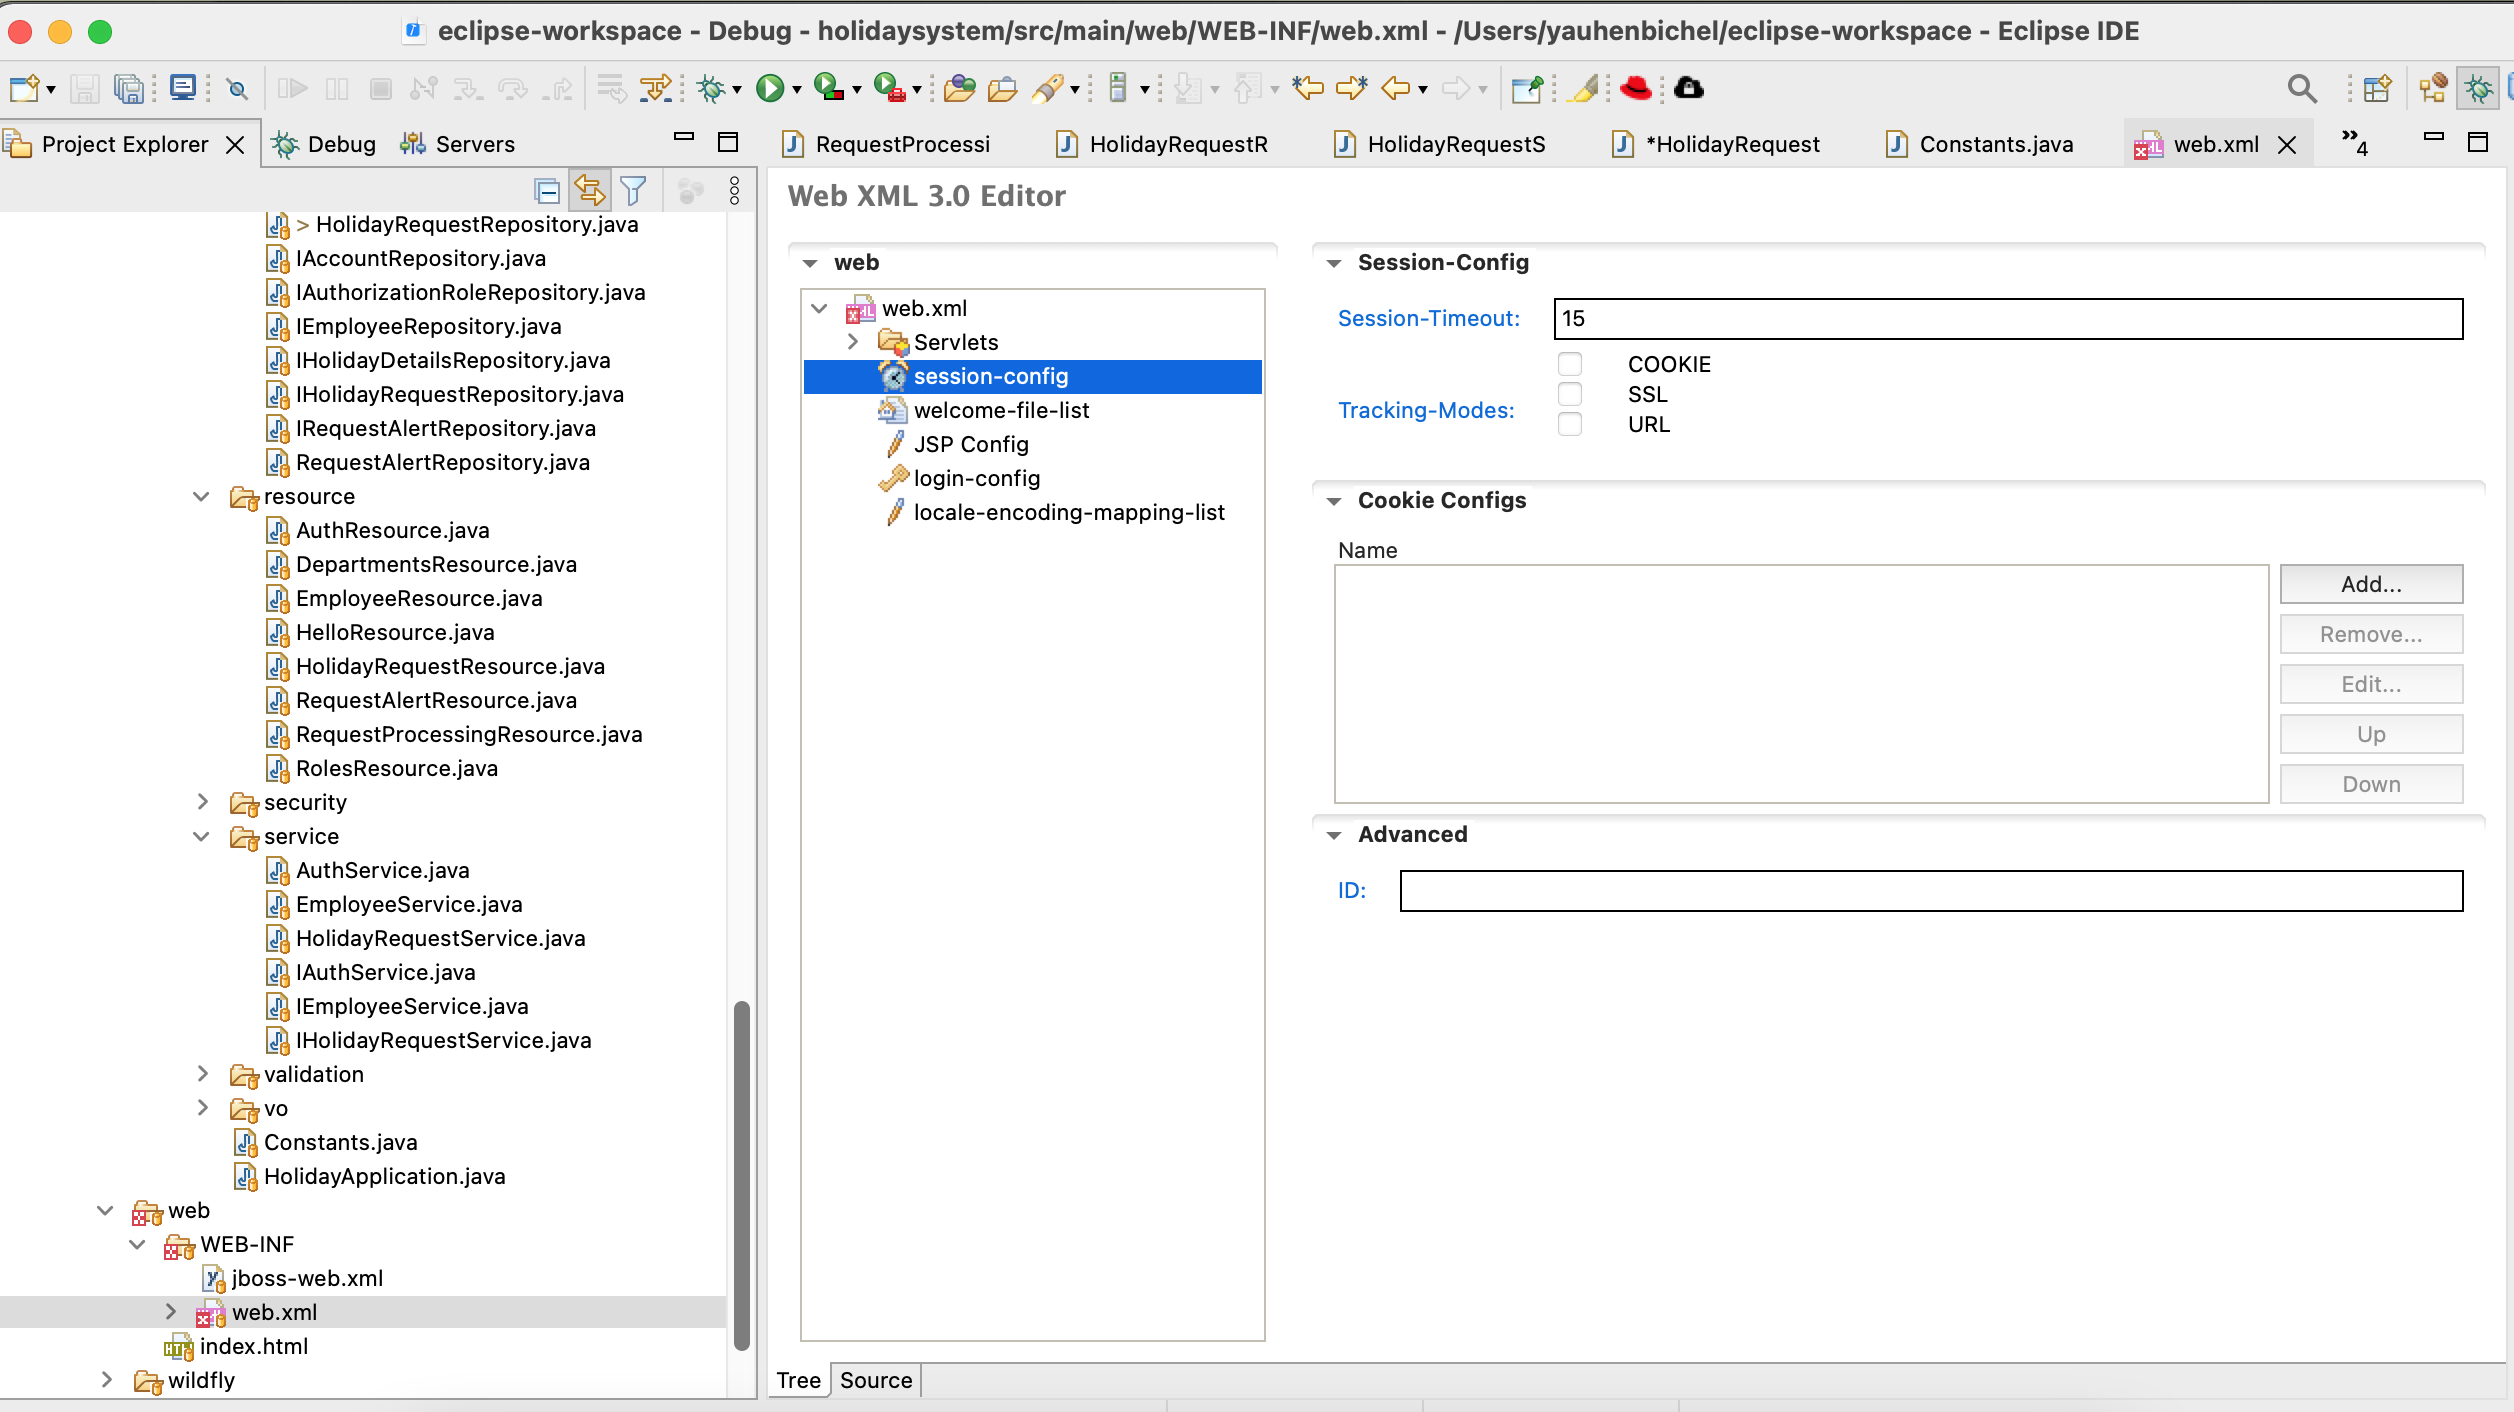 eclipse-workspace - Debug - holidaysystem/src/main/web/WEB-INF/web.xml - /Users/yauhenbichel/eclipse-workspace - Eclipse IDE
Project Explorer
Debug
Servers
RequestProcessi
HolidayRequestR
HolidayRequestS
*HolidayRequest
Constants.java
web.xml
»4
> HolidayRequestRepository.java
IAccountRepository.java
IAuthorizationRoleRepository.java
IEmployeeRepository.java
IHolidayDetailsRepository.java
IHolidayRequestRepository.java
IRequestAlertRepository.java
RequestAlertRepository.java
resource
AuthResource.java
DepartmentsResource.java
EmployeeResource.java
HelloResource.java
HolidayRequestResource.java
RequestAlertResource.java
RequestProcessingResource.java
RolesResource.java
security
service
AuthService.java
EmployeeService.java
HolidayRequestService.java
IAuthService.java
IEmployeeService.java
IHolidayRequestService.java
validation
vo
Constants.java
HolidayApplication.java
web
WEB-INF
jboss-web.xml
web.xml
index.html
wildfly
Web XML 3.0 Editor
web
web.xml
Servlets
session-config
welcome-file-list
JSP Config
login-config
locale-encoding-mapping-list
Session-Config
Session-Timeout: 15
COOKIE
SSL
Tracking-Modes:
URL
Cookie Configs
Name
Add...
Remove...
Edit...
Up
Down
Advanced
ID:
Tree
Source